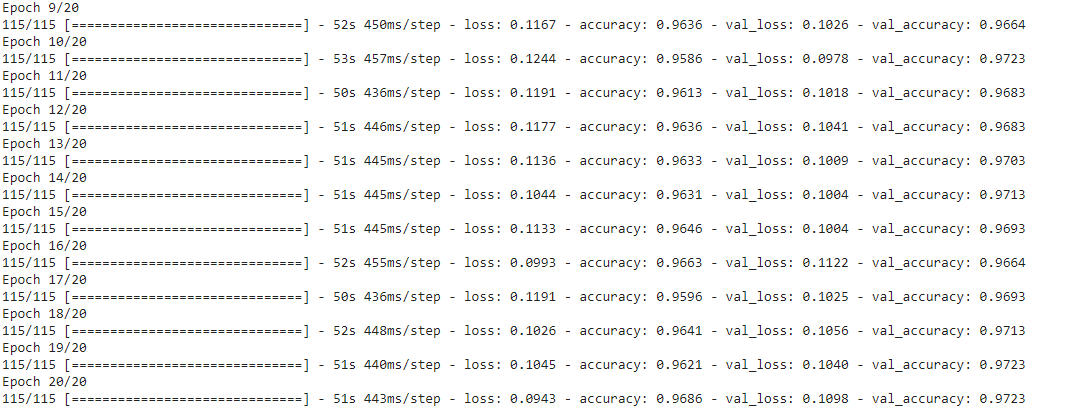 Epoch 9/20
115/115 [==============================] - 52s 450ms/step - loss: 0.1167 - accuracy: 0.9636 - val_loss: 0.1026 - val_accuracy: 0.9664
Epoch 10/20
115/115 [==============================] - 53s 457ms/step - loss: 0.1244 - accuracy: 0.9586 - val_loss: 0.0978 - val_accuracy: 0.9723
Epoch 11/20
115/115 [==============================] - 50s 436ms/step - loss: 0.1191 - accuracy: 0.9613 - val_loss: 0.1018 - val_accuracy: 0.9683
Epoch 12/20
115/115 [==============================] - 51s 446ms/step - loss: 0.1177 - accuracy: 0.9636 - val_loss: 0.1041 - val_accuracy: 0.9683
Epoch 13/20
115/115 [==============================] - 51s 445ms/step - loss: 0.1136 - accuracy: 0.9633 - val_loss: 0.1009 - val_accuracy: 0.9703
Epoch 14/20
115/115 [==============================] - 51s 445ms/step - loss: 0.1044 - accuracy: 0.9631 - val_loss: 0.1004 - val_accuracy: 0.9713
Epoch 15/20
115/115 [==============================] - 51s 445ms/step - loss: 0.1133 - accuracy: 0.9646 - val_loss: 0.1004 - val_accuracy: 0.9693
Epoch 16/20
115/115 [==============================] - 52s 455ms/step - loss: 0.0993 - accuracy: 0.9663 - val_loss: 0.1122 - val_accuracy: 0.9664
Epoch 17/20
115/115 [==============================] - 50s 436ms/step - loss: 0.1191 - accuracy: 0.9596 - val_loss: 0.1025 - val_accuracy: 0.9693
Epoch 18/20
115/115 [==============================] - 52s 448ms/step - loss: 0.1026 - accuracy: 0.9641 - val_loss: 0.1056 - val_accuracy: 0.9713
Epoch 19/20
115/115 [==============================] - 51s 440ms/step - loss: 0.1045 - accuracy: 0.9621 - val_loss: 0.1040 - val_accuracy: 0.9723
Epoch 20/20
115/115 [==============================] - 51s 443ms/step - loss: 0.0943 - accuracy: 0.9686 - val_loss: 0.1098 - val_accuracy: 0.9723